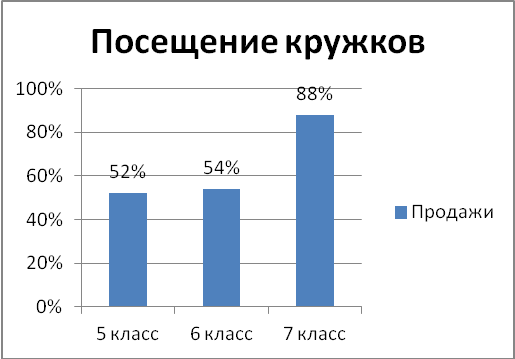 Посещение кружков
100%
80%
60%
40%
20%
0%
52%
54%
88%
5 класс
6 класс
7 класс
Продажи